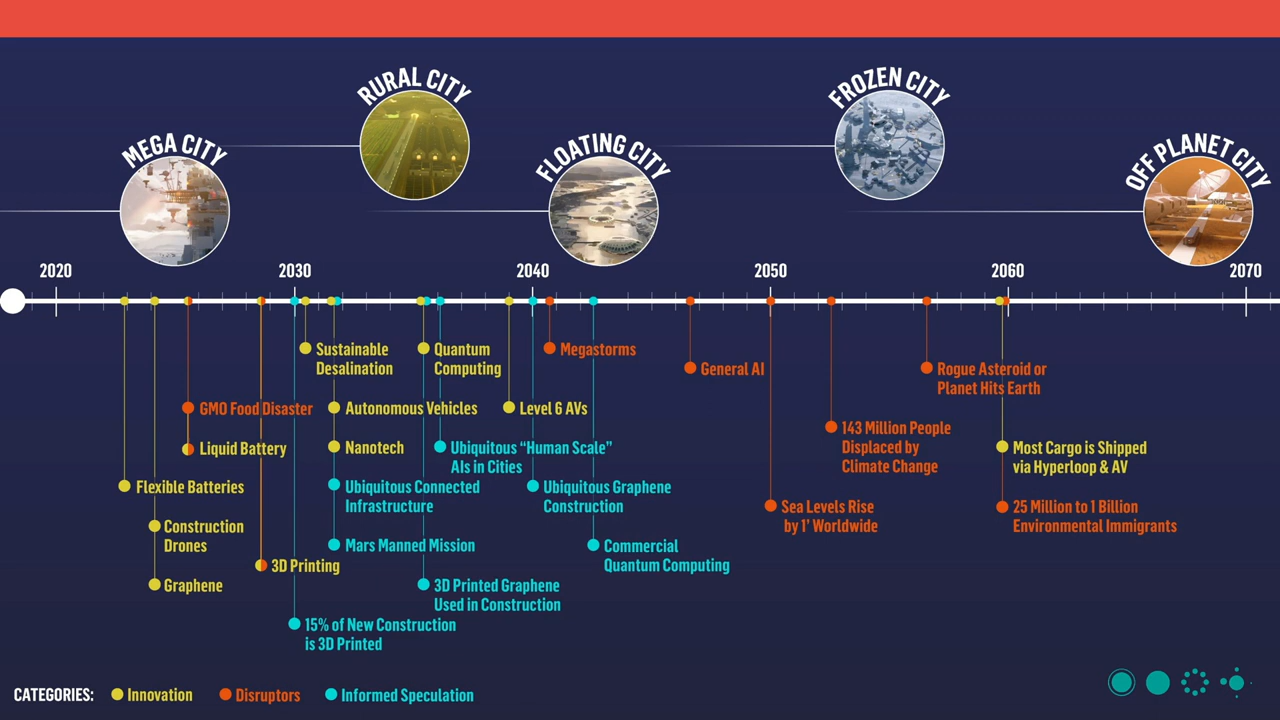 RURAL CITY
FROZEN CITY
MEGA CITY
FLOATING CITY
OFF PLANET CITY
2020
2030
2040
2050
2060
2070
Sustainable
Desalination
Quantum
Computing
Megastorms
General AI
Rogue Asteroid or
Planet Hits Earth
GMO Food Disaster
Autonomous Vehicles
Level 6 AVs
143 Million People
Displaced by
Climate Change
Liquid Battery
Nanotech
Ubiquitous “Human Scale”
AIs in Cities
Most Cargo is Shipped
via Hyperloop & AV
Flexible Batteries
Ubiquitous Connected
Infrastructure
Ubiquitous Graphene
Construction
Sea Levels Rise
by 1' Worldwide
25 Million to 1 Billion
Environmental Immigrants
Construction
Drones
Mars Manned Mission
Commercial
Quantum Computing
3D Printing
Graphene
3D Printed Graphene
Used in Construction
15% of New Construction
is 3D Printed
CATEGORIES: Innovation Disruptors Informed Speculation